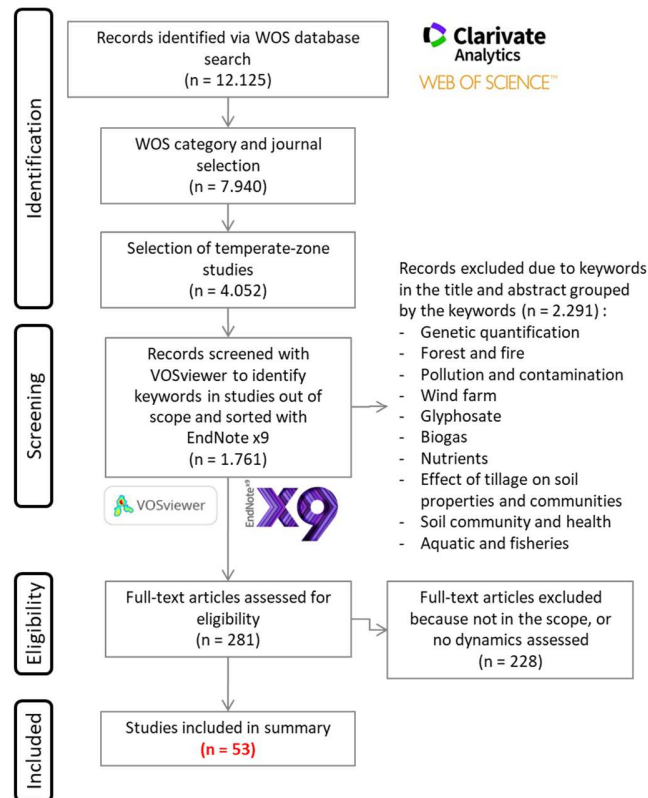 Identification
Records identified via WOS database
search
(n = 12.125)
Clarivate
Analytics
WEB OF SCIENCE™
WOS category and journal
selection
(n = 7.940)
Selection of temperate-zone
studies
(n = 4.052)
Screening
Records screened with
VOSviewer to identify
keywords in studies out of
scope and sorted with
EndNote x9
(n = 1.761)
Records excluded due to keywords
in the title and abstract grouped
by the keywords (n = 2.291) :
- Genetic quantification
- Forest and fire
- Pollution and contamination
- Wind farm
- Glyphosate
- Biogas
- Nutrients
- Effect of tillage on soil
properties and communities
- Soil community and health
- Aquatic and fisheries
VOSviewer
EndNote x9
X9
Eligibility
Full-text articles assessed for
eligibility
(n = 281)
Full-text articles excluded
because not in the scope, or
no dynamics assessed
(n = 228)
Included
Studies included in summary
(n = 53)